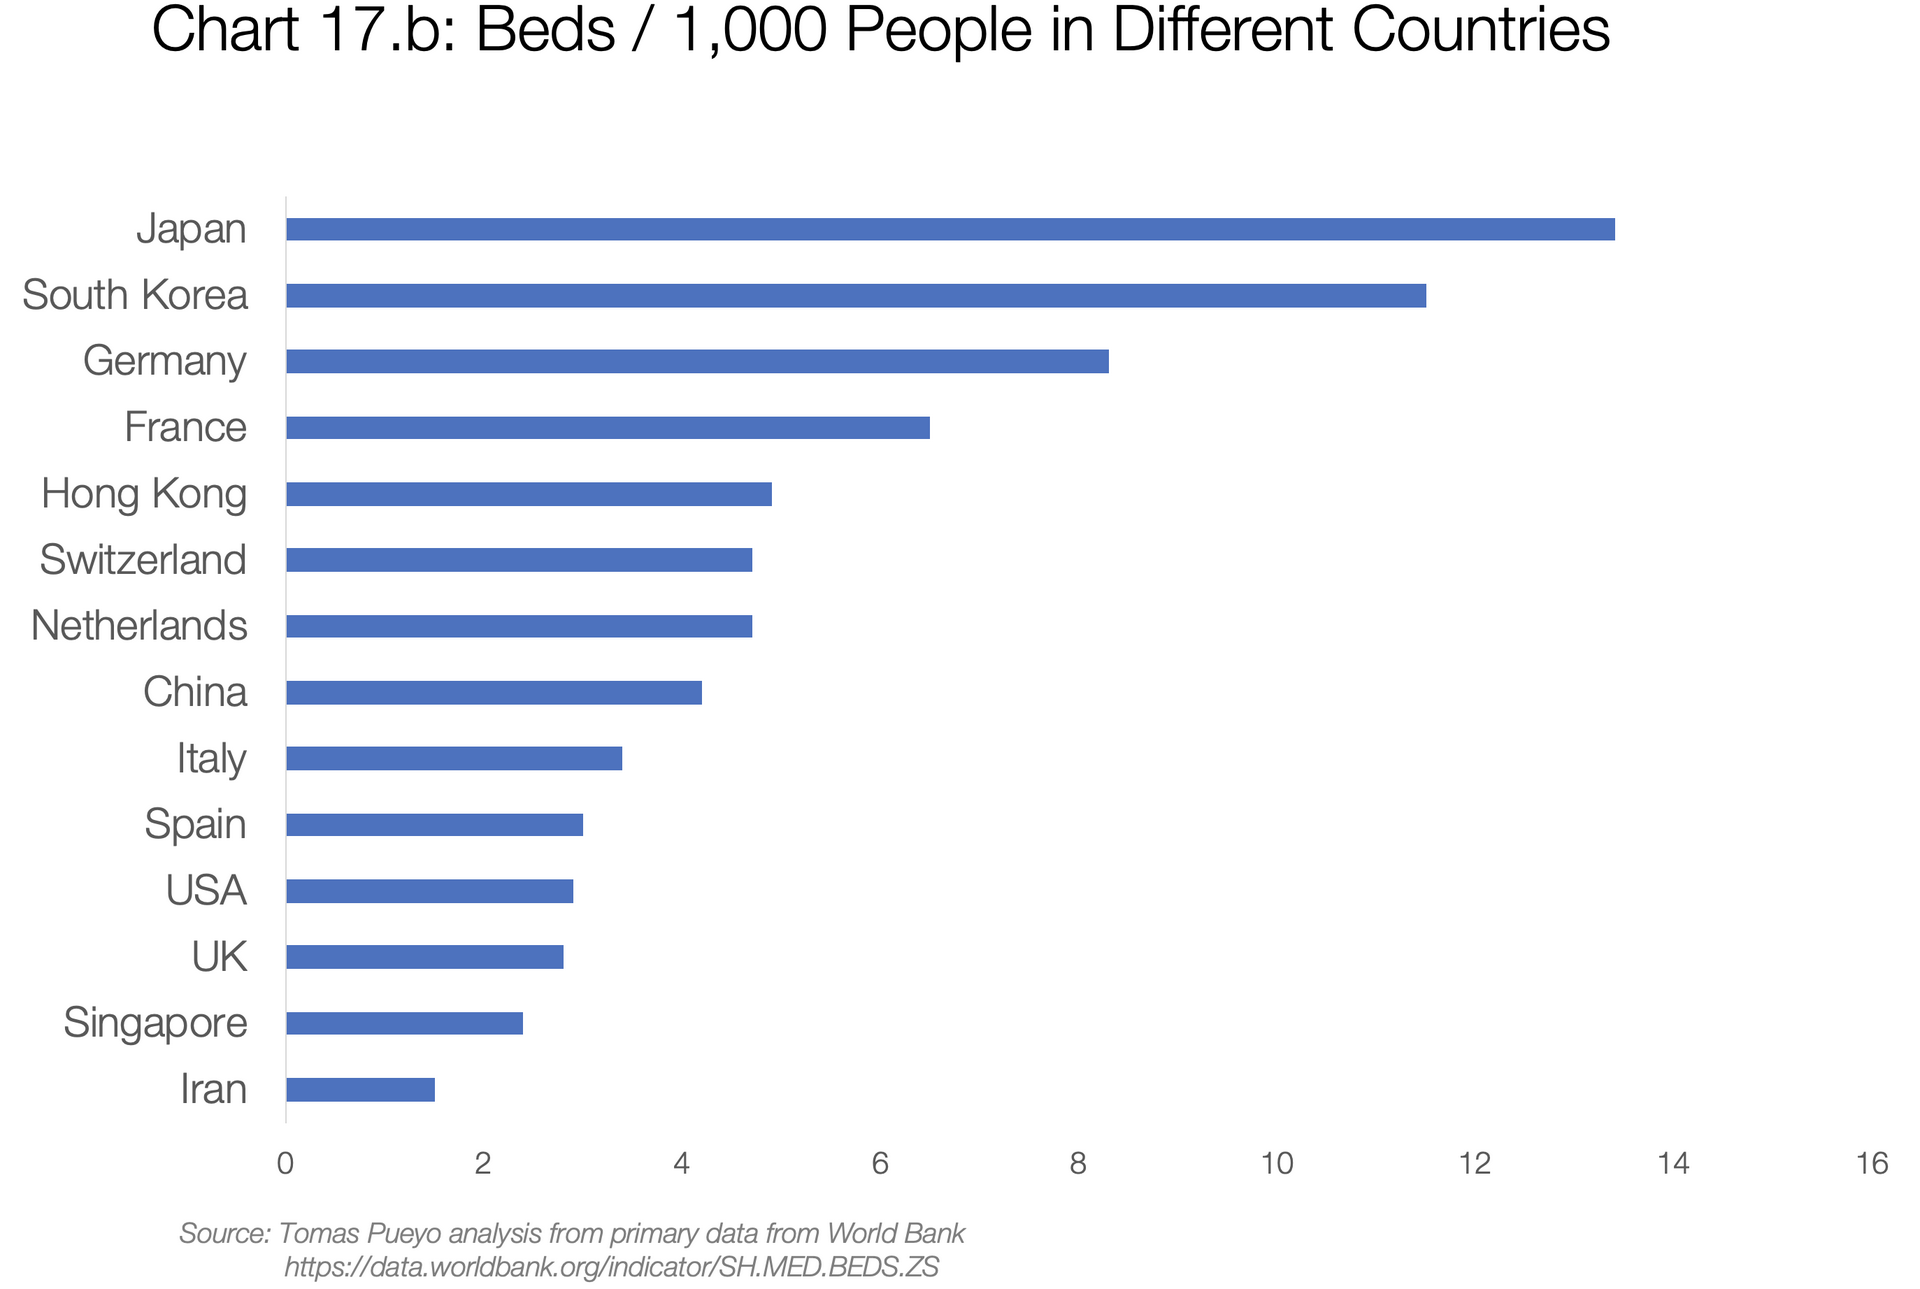 Chart 17.b: Beds / 1,000 People in Different Countries
Japan
South Korea
Germany
France
Hong Kong
Switzerland
Netherlands
China
Italy
Spain
USA
UK
Singapore
Iran
0 2 4 6 8 10 12 14 16
Source: Tomas Pueyo analysis from primary data from World Bank
https://data.worldbank.org/indicator/SH.MED.BEDS.ZS